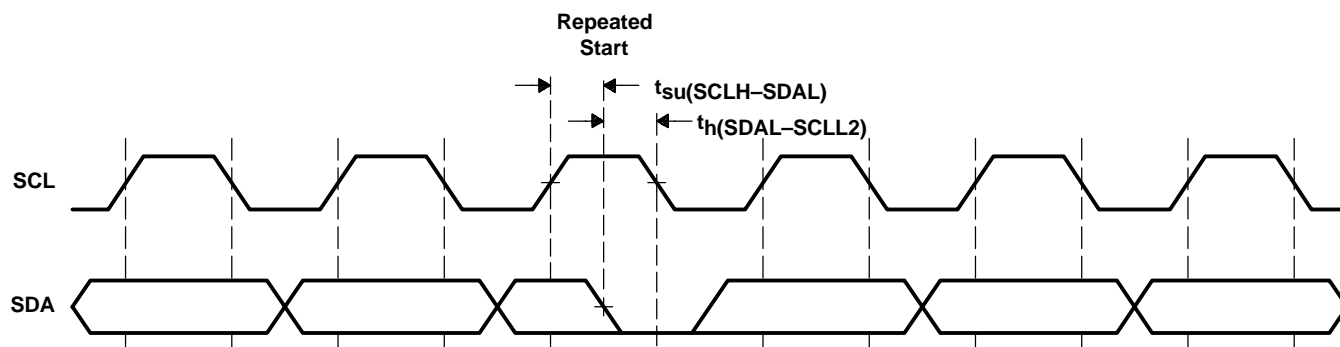 Repeated
Start
tsu(SCLH–SDAL)
th(SDAL–SCLL2)
SCL
SDA